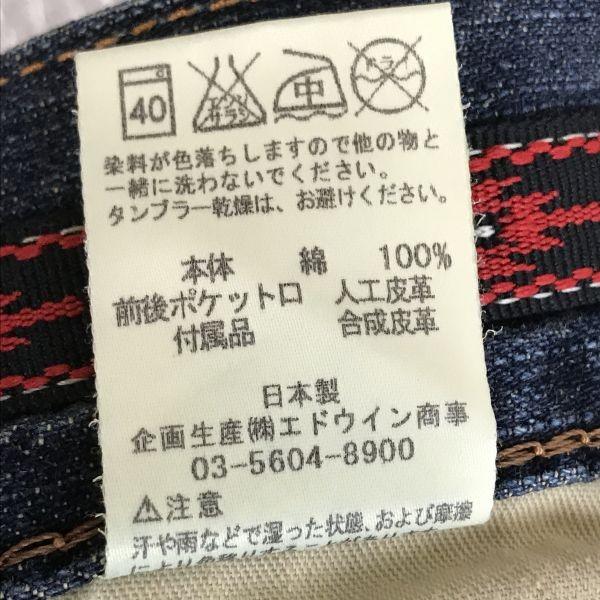 40 エンソ サラシ 中 ドライ
染料が色落ちしますので他の物と
一緒に洗わないでください。
タンブラー乾燥は、お避けください。
本体 綿 100%
前後ポケット口 人工皮革
付属品 合成皮革
日本製
企画生産㈱エドウイン商事
03-5604-8900
⚠注意
汗や雨などで湿った状態、および摩擦
により